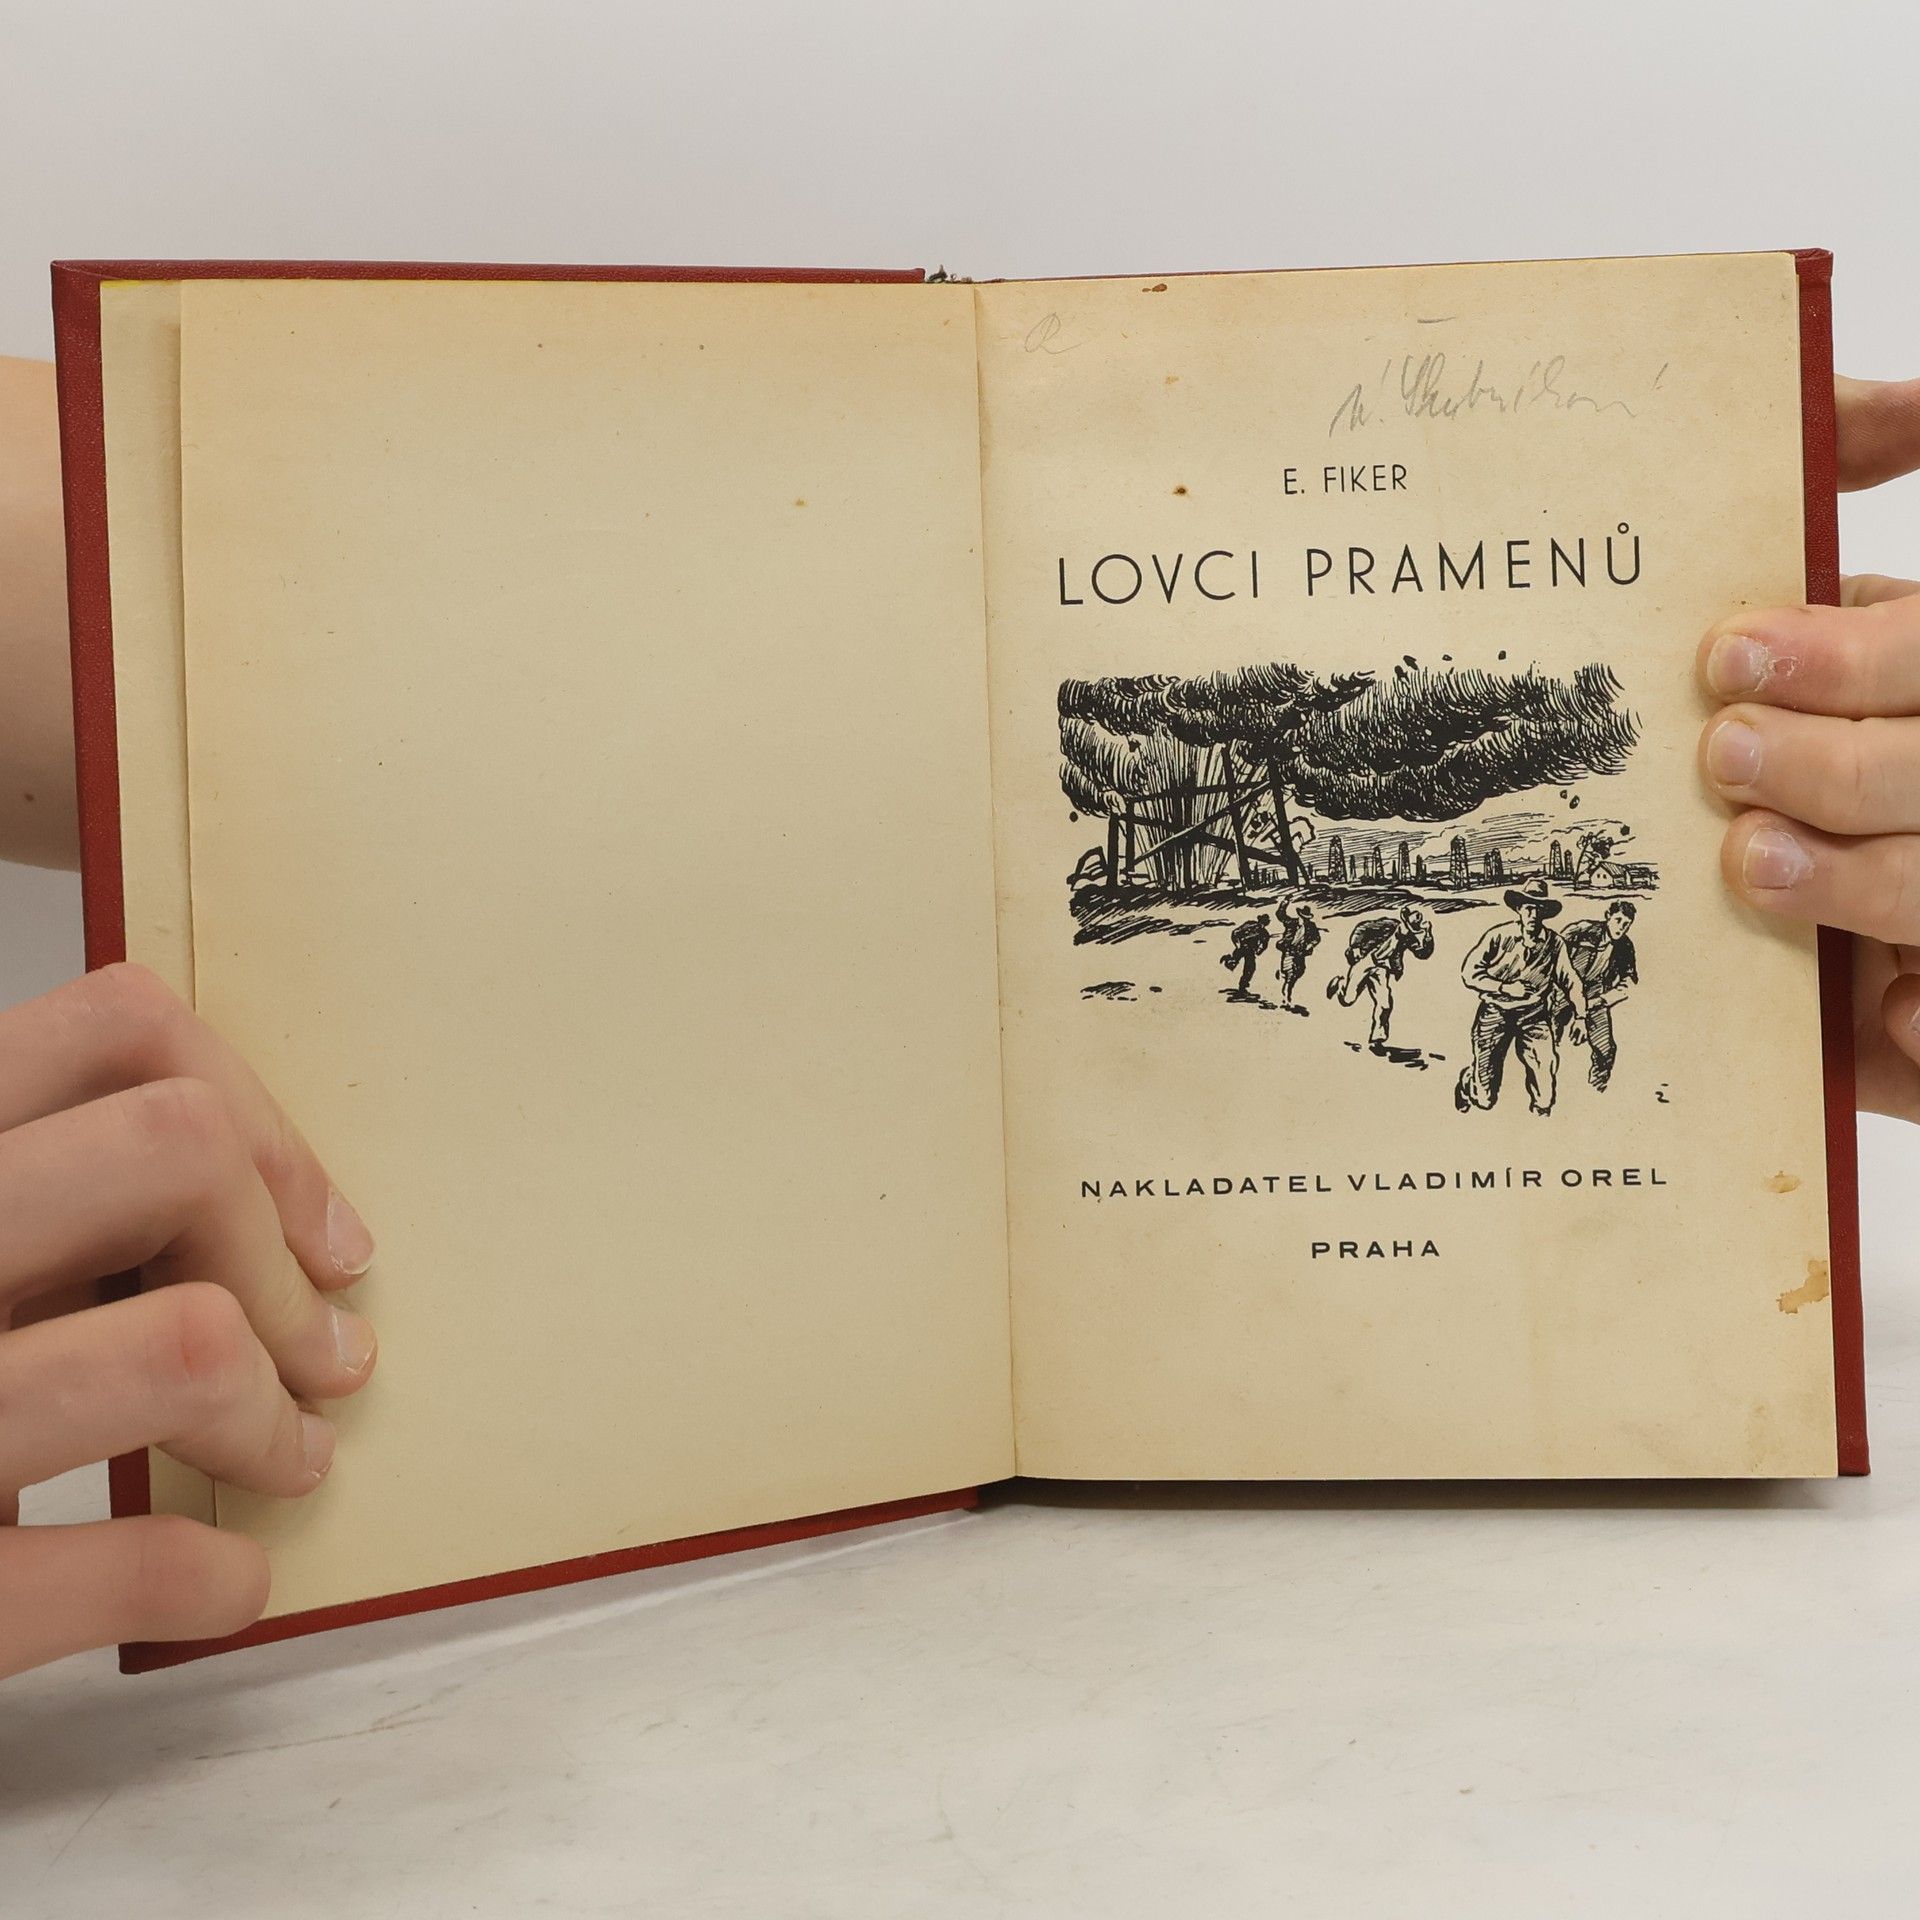 E. FIKER
LOVCI PRAMENŮ
NAKLADATEL VLADIMÍR OREL
PRAHA